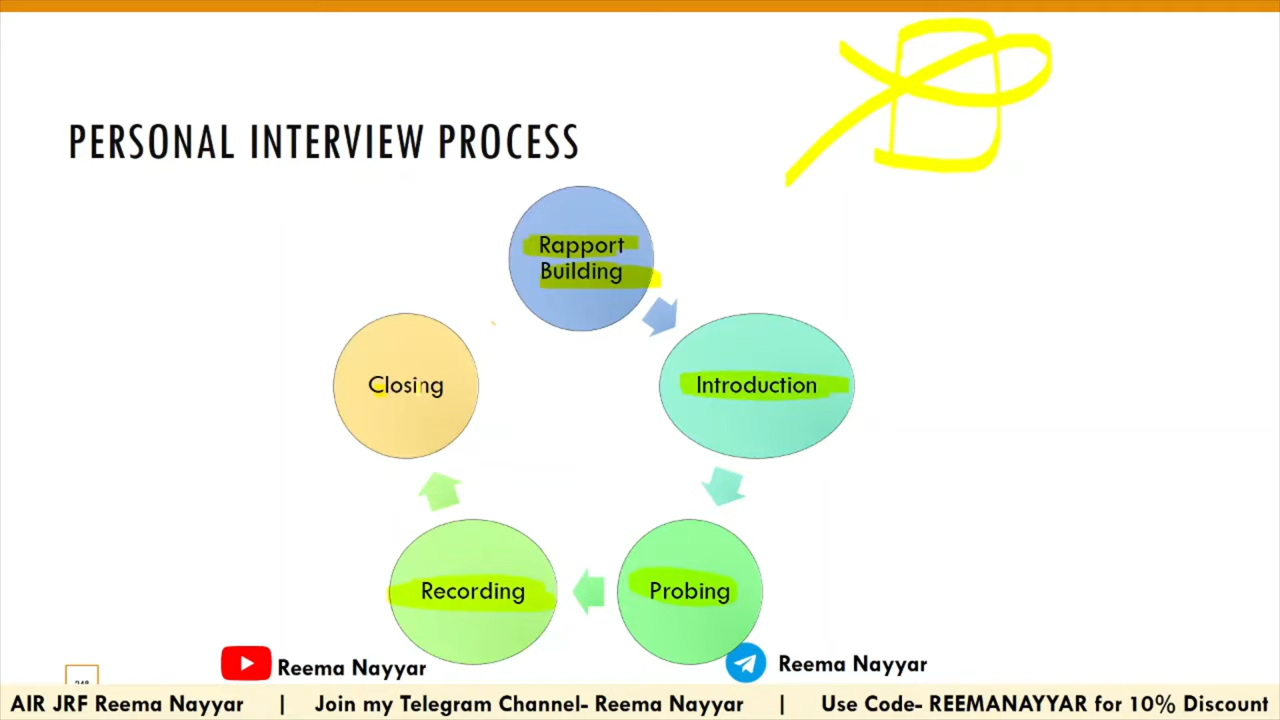 PERSONAL INTERVIEW PROCESS
Rapport
Building
Introduction
Probing
Recording
Closing
Reema Nayyar
Reema Nayyar
AIR JRF Reema Nayyar | Join my Telegram Channel- Reema Nayyar | Use Code- REEMANAYYAR for 10% Discount